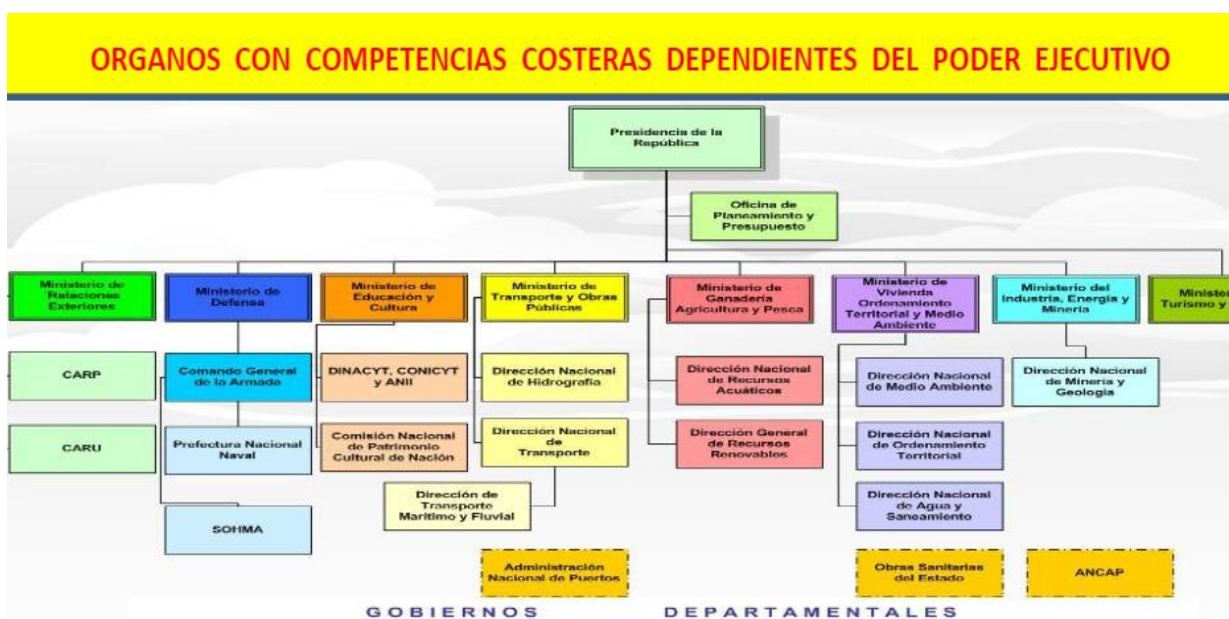 ORGANOS CON COMPETENCIAS COSTERAS DEPENDIENTES DEL PODER EJECUTIVO
Presidencia de la
República
Oficina de
Planeamiento y
Presupuesto
Ministerio de
Relaciones
Exteriores
Ministerio de
Defensa
Ministerio de
Educación y
Cultura
Ministerio de
Transporte y Obras
Públicas
Ministerio de
Ganadería
Agricultura y Pesca
Ministerio de
Vivienda
Ordenamiento
Territorial y Medio
Ambiente
Ministerio del
Industria, Energía y
Minería
Turismo y
CARP
Comando General
de la Armada
DINACYT, CONICYT
y ANII
Dirección Nacional
de Hidrografía
Dirección Nacional
de Recursos
Acuáticos
Dirección Nacional
de Medio Ambiente
Dirección Nacional
de Minería y
Geología
CARU
Prefectura Nacional
Naval
Comisión Nacional
de Patrimonio
Cultural de Nación
Dirección Nacional
de
Transporte
Dirección General
de Recursos
Renovables
Dirección Nacional
de Ordenamiento
Territorial
SOHMA
Dirección de
Transporte
Marítimo y Fluvial
Dirección Nacional
de Agua y
Saneamiento
Administración
Nacional de Puertos
Obras Sanitarias
del Estado
ANCAP
GOBIERNOS DEPARTAMENTALES